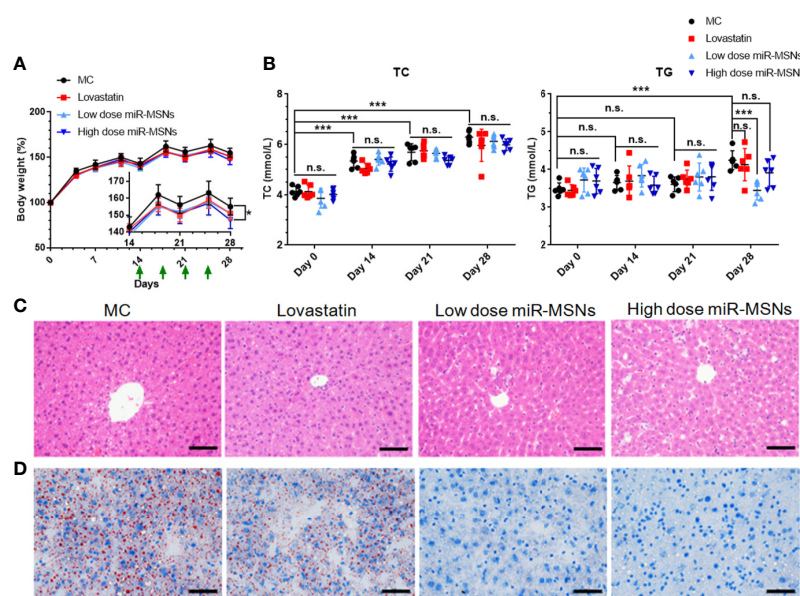 MC
Lovastatin
Low dose miR-MSNs
High dose miR-MSN
A
MC
Lovastatin
Low dose miR-MSNs
High dose miR-MSNs
Body weight (%)
200
150
100
50
0
7
14
21
28
Days
170
160
150
140
14
21
28
*
B
TC
TC (mmol/L)
8
6
4
2
***
***
***
n.s.
n.s.
n.s.
n.s.
Day 0
Day 14
Day 21
Day 28
TG
TG (mmol/L)
6
5
4
3
2
***
n.s.
n.s.
n.s.
n.s.
n.s.
n.s.
***
n.s.
Day 0
Day 14
Day 21
Day 28
C
MC
Lovastatin
Low dose miR-MSNs
High dose miR-MSNs
D